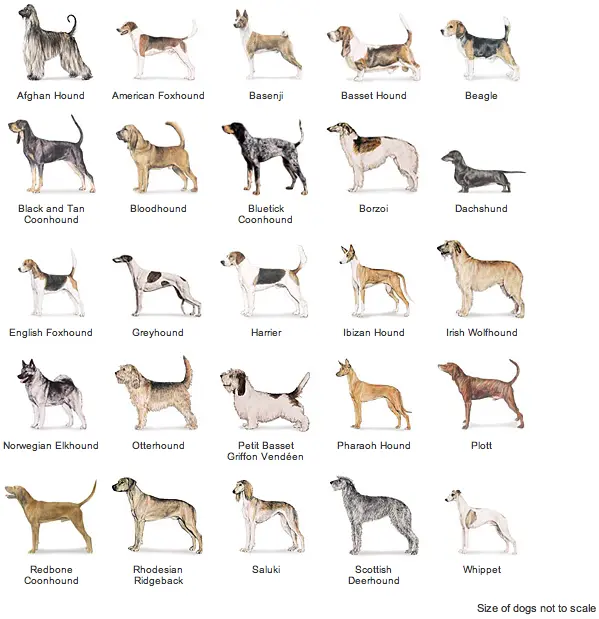 Afghan Hound
American Foxhound
Basenji
Basset Hound
Beagle
Black and Tan
Coonhound
Bloodhound
Bluetick
Coonhound
Borzoi
Dachshund
English Foxhound
Greyhound
Harrier
Ibizan Hound
Irish Wolfhound
Norwegian Elkhound
Otterhound
Petit Basset
Griffon Vendéen
Pharaoh Hound
Plott
Redbone
Coonhound
Rhodesian
Ridgeback
Saluki
Scottish
Deerhound
Whippet
Size of dogs not to scale